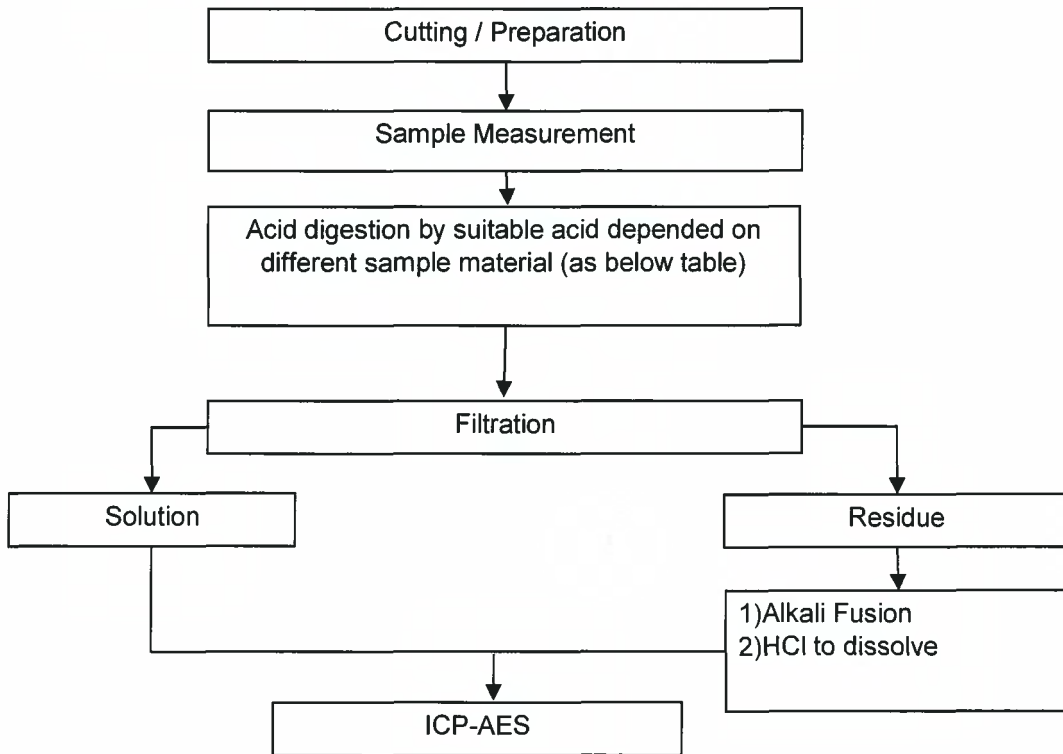 Cutting / Preparation
Sample Measurement
Acid digestion by suitable acid depended on
different sample material (as below table)
Filtration
Solution
Residue
1)Alkali Fusion
2)HCl to dissolve
ICP-AES